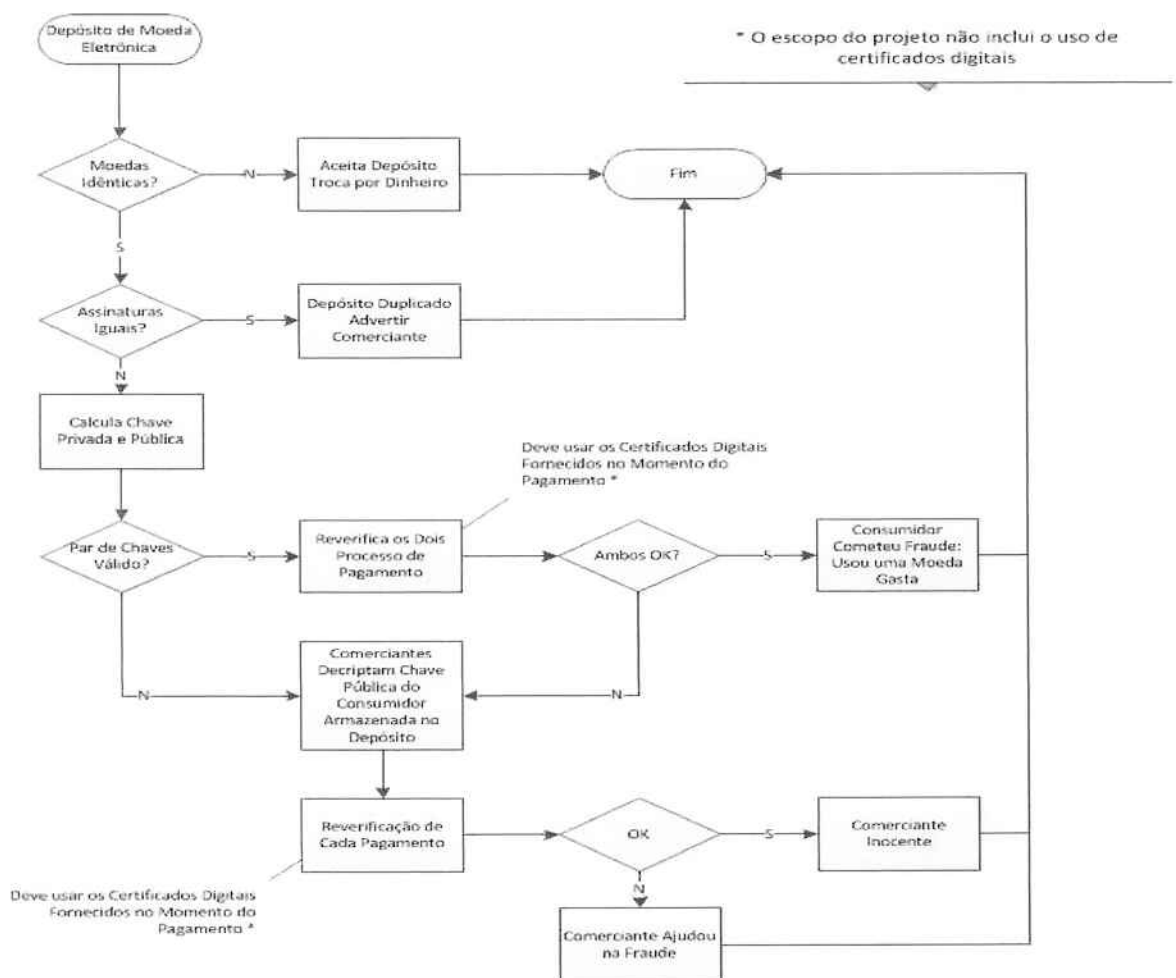 Depósito de Moeda
Eletrônica
* O escopo do projeto não inclui o uso de
certificados digitais
Moedas
Idênticas?
N
Aceita Depósito
Troca por Dinheiro
Fim
S
Assinaturas
Iguais?
S
Depósito Duplicado
Advertir
Comerciante
N
Calcula Chave
Privada e Pública
Deve usar os Certificados Digitais
Fornecidos no Momento do
Pagamento *
Par de Chaves
Válido?
S
Reverifica os Dois
Processo de
Pagamento
Ambos OK?
S
Consumidor
Cometeu Fraude:
Usou uma Moeda
Gasta
N
Comerciantes
Decriptam Chave
Pública do
Consumidor
Armazenada no
Depósito
N
Reverificação de
Cada Pagamento
OK
S
Comerciante
Inocente
Deve usar os Certificados Digitais
Fornecidos no Momento do
Pagamento *
N
Comerciante Ajudou
na Fraude